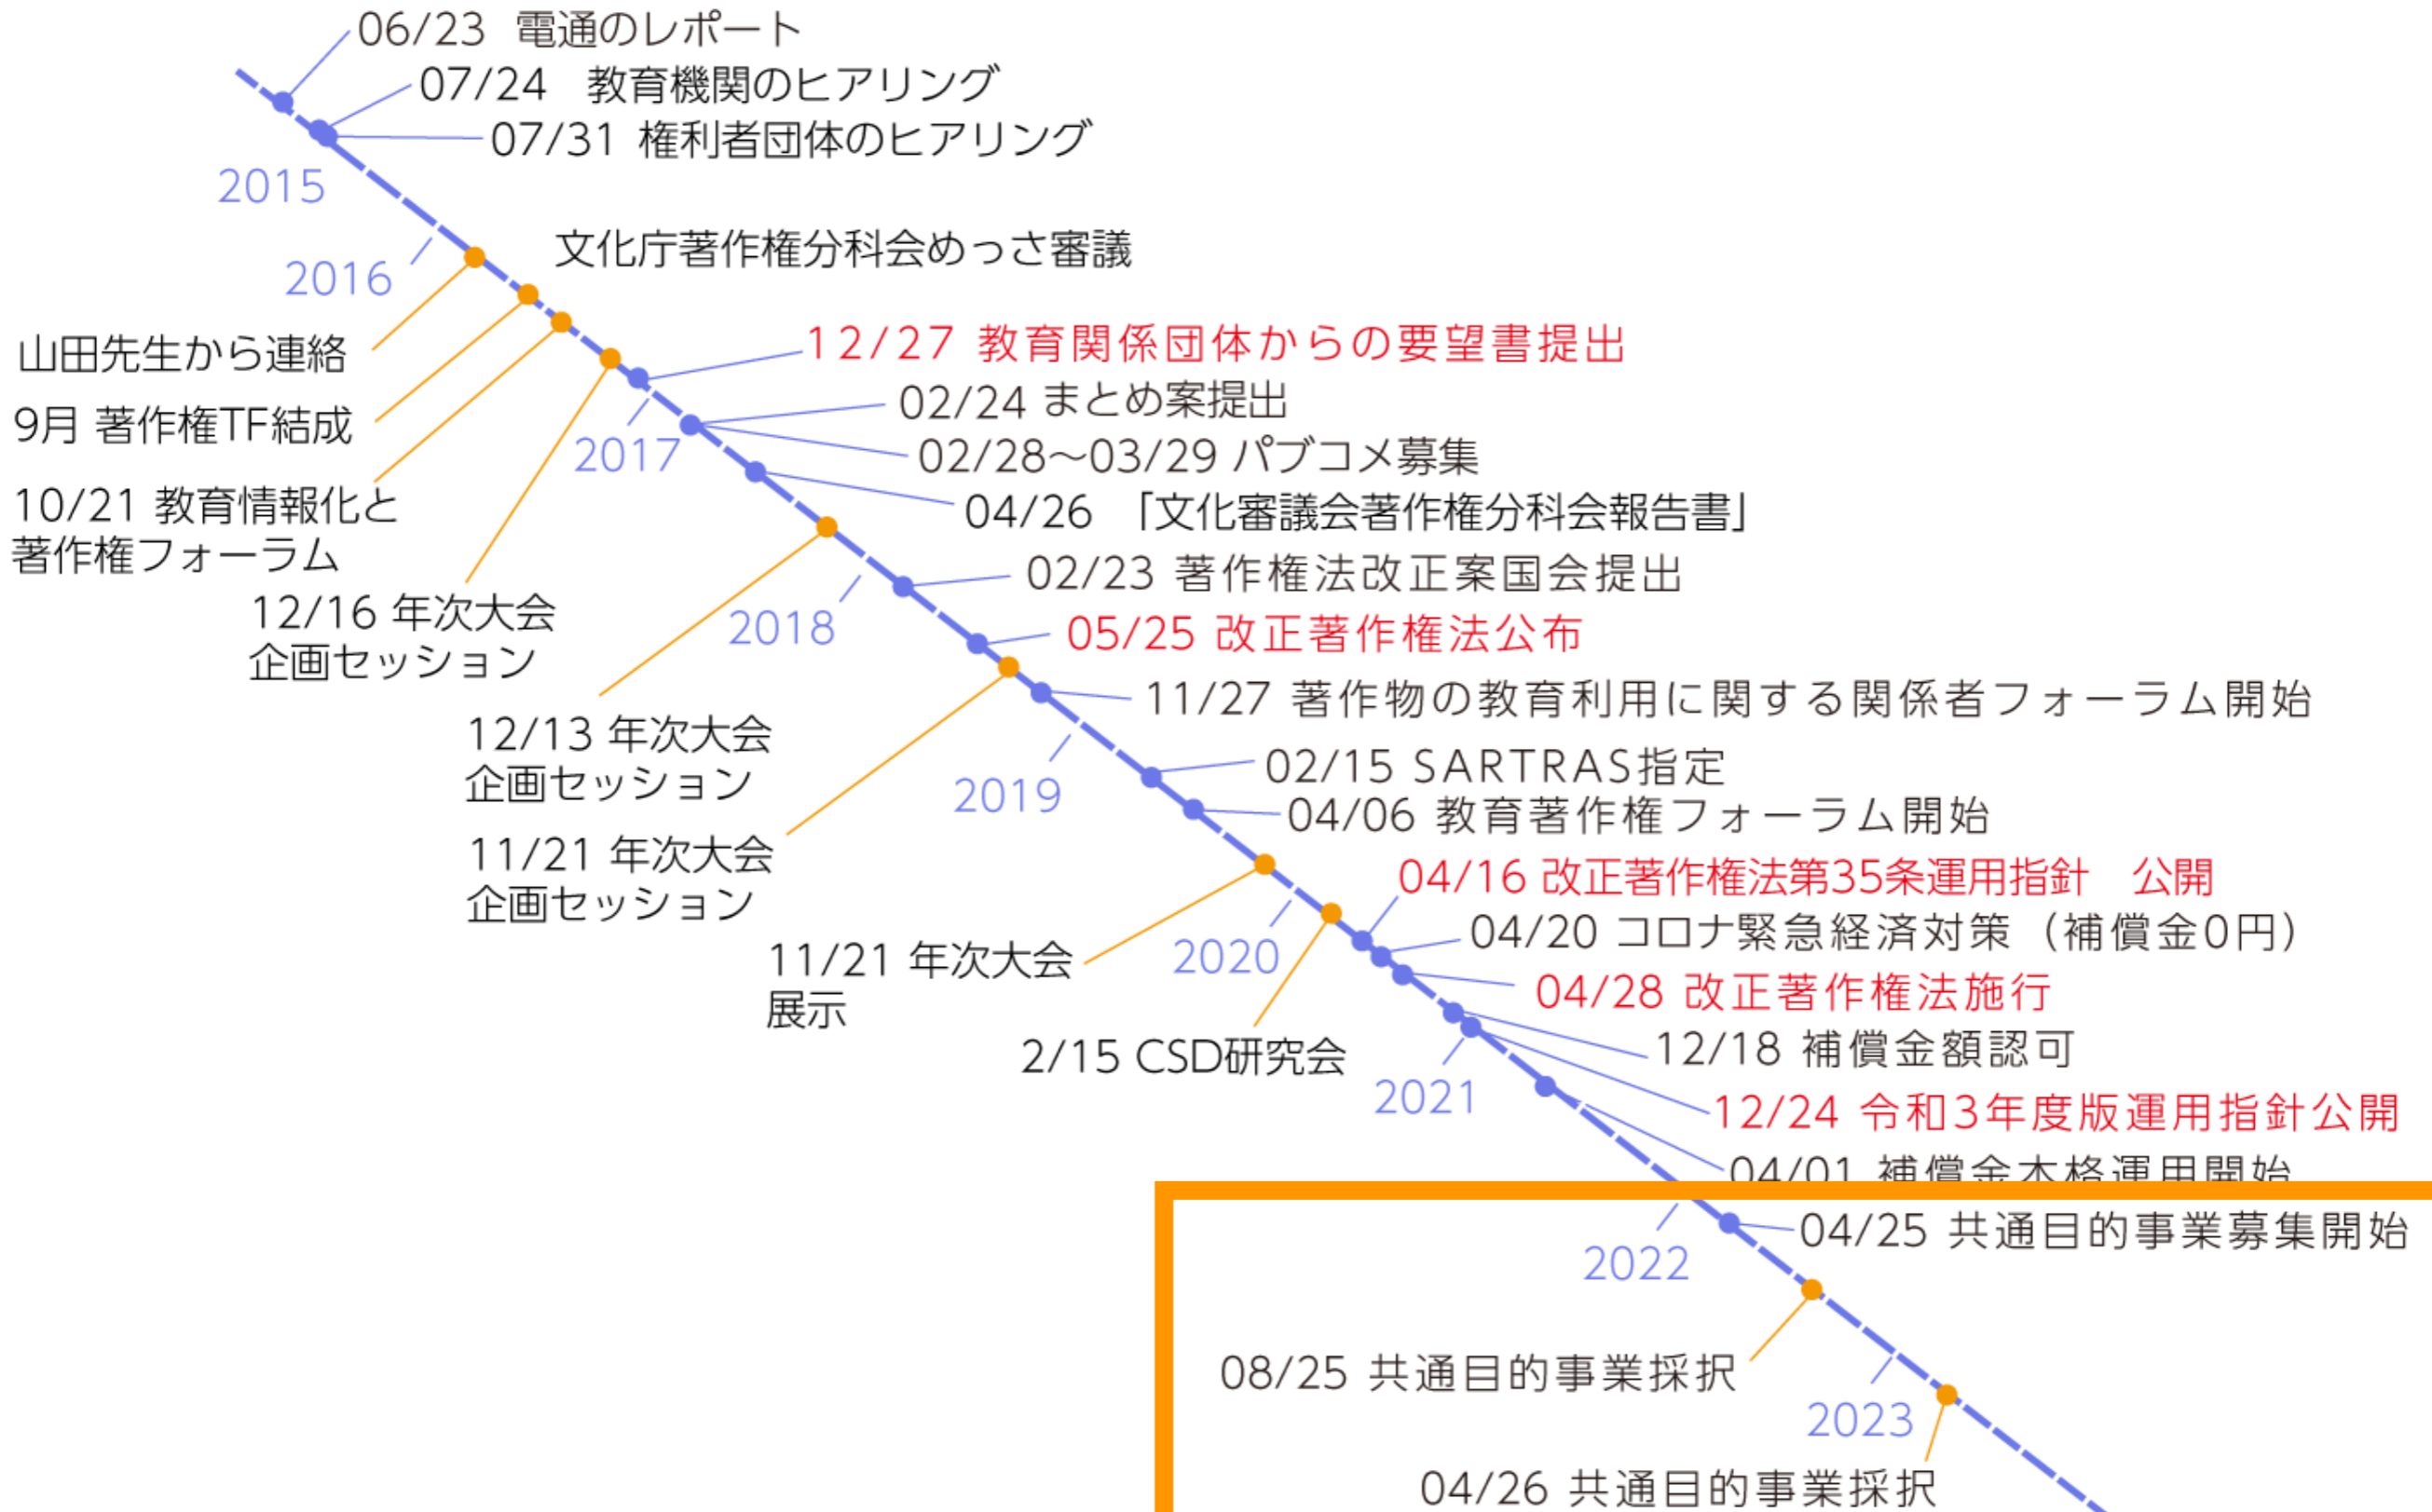 06/23 電通のレポート
07/24 教育機関のヒアリング
07/31 権利者団体のヒアリング
2015
文化庁著作権分科会めっさ審議
2016
山田先生から連絡
12/27 教育関係団体からの要望書提出
9月 著作権TF結成
02/24 まとめ案提出
2017
02/28～03/29 パブコメ募集
10/21 教育情報化と
著作権フォーラム
04/26 「文化審議会著作権分科会報告書」
02/23 著作権法改正案国会提出
12/16 年次大会
企画セッション
2018
05/25 改正著作権法公布
11/27 著作物の教育利用に関する関係者フォーラム開始
12/13 年次大会
企画セッション
02/15 SARTRAS指定
2019
04/06 教育著作権フォーラム開始
11/21 年次大会
企画セッション
04/16 改正著作権法第35条運用指針 公開
04/20 コロナ緊急経済対策（補償金0円）
2020
11/21 年次大会
展示
04/28 改正著作権法施行
2/15 CSD研究会
12/18 補償金額認可
2021
12/24 令和3年度版運用指針公開
04/01 補償金本格運用開始
04/25 共通目的事業募集開始
2022
08/25 共通目的事業採択
2023
04/26 共通目的事業採択